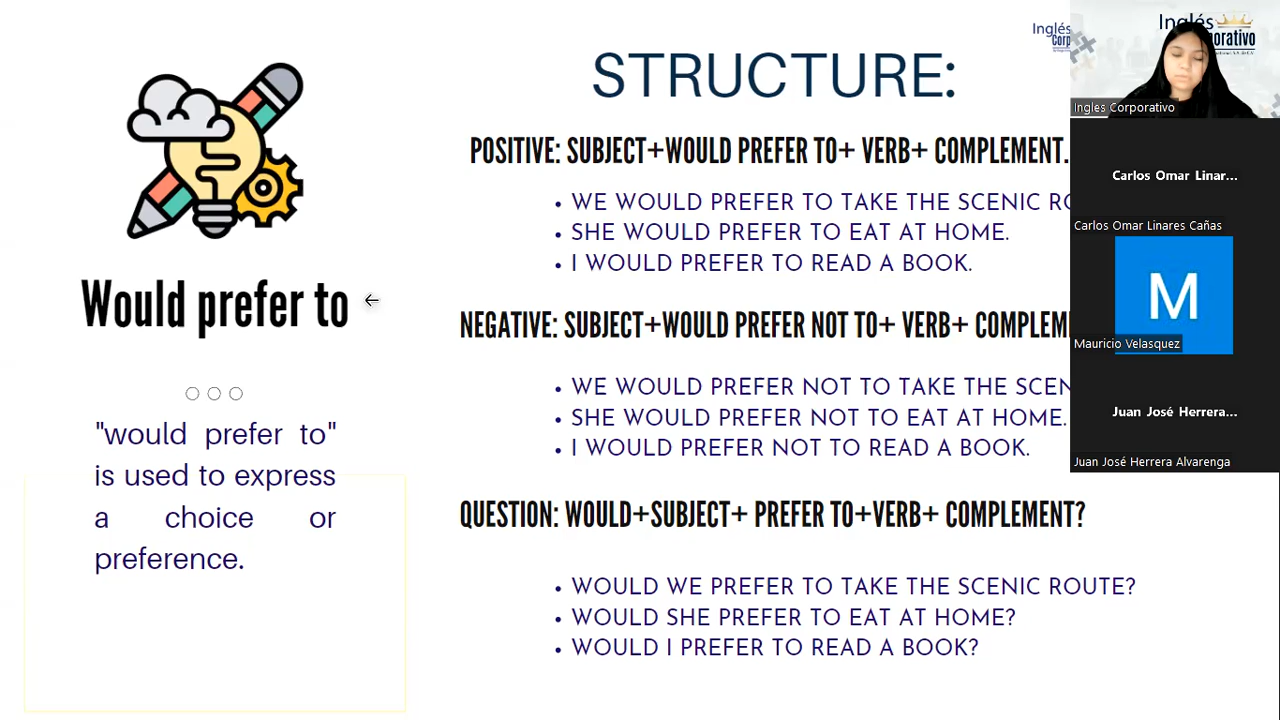 Would prefer to
"would prefer to"
is used to express
a choice or
preference.
STRUCTURE:
POSITIVE: SUBJECT+WOULD PREFER TO+ VERB+ COMPLEMENT.
• WE WOULD PREFER TO TAKE THE SCENIC
• SHE WOULD PREFER TO EAT AT HOME.
• I WOULD PREFER TO READ A BOOK.
NEGATIVE: SUBJECT+WOULD PREFER NOT TO+ VERB+
• WE WOULD PREFER NOT TO TAKE THE
• SHE WOULD PREFER NOT TO EAT AT HOME.
• I WOULD PREFER NOT TO READ A BOOK.
QUESTION: WOULD+SUBJECT+ PREFER TO+VERB+ COMPLEMENT?
• WOULD WE PREFER TO TAKE THE SCENIC ROUTE?
• WOULD SHE PREFER TO EAT AT HOME?
• WOULD I PREFER TO READ A BOOK?
Inglés
Inglés
Ingles Corporativo
Carlos Omar Linar...
Carlos Omar Linares Cañas
M
Mauricio Velasquez
Juan José Herrera...
Juan José Herrera Alvarenga